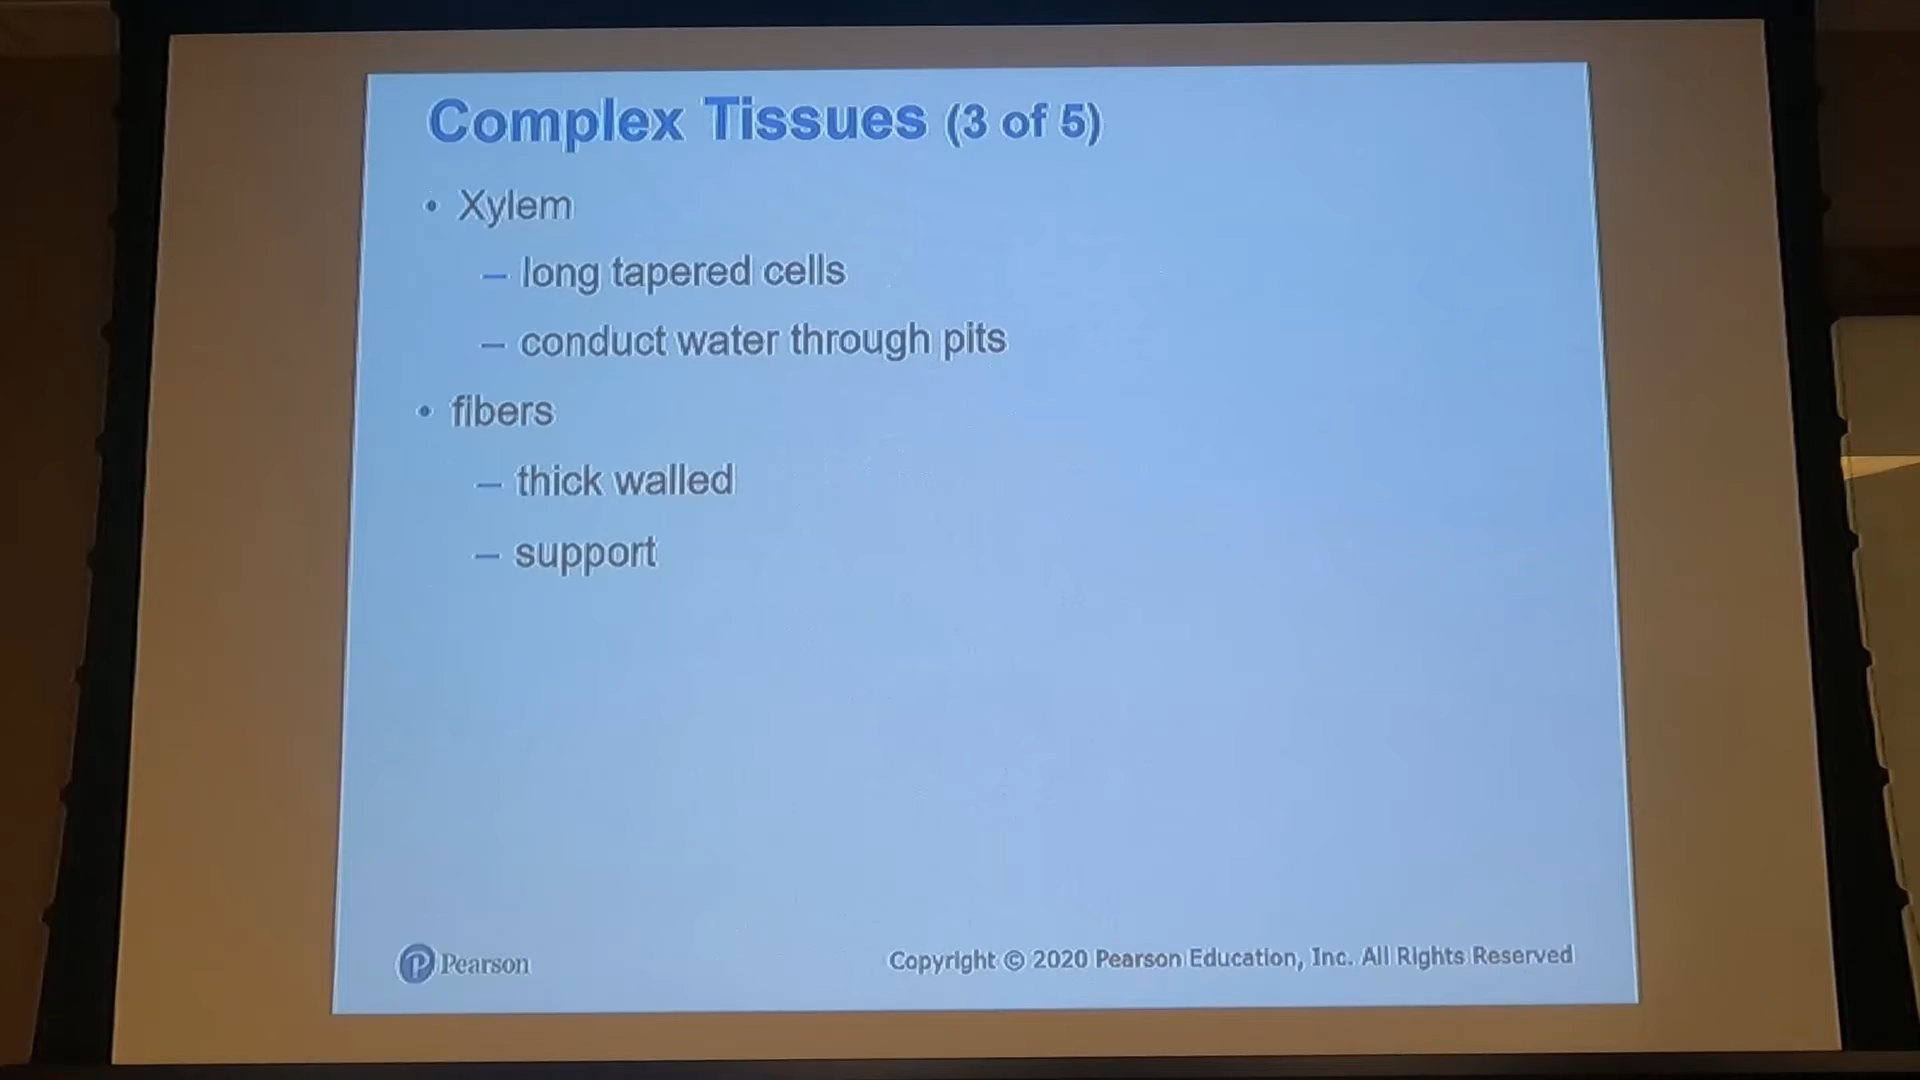 Complex Tissues (3 of 5)
• Xylem
– long tapered cells
– conduct water through pits
• fibers
– thick walled
– support
Pearson
Copyright © 2020 Pearson Education, Inc. All Rights Reserved